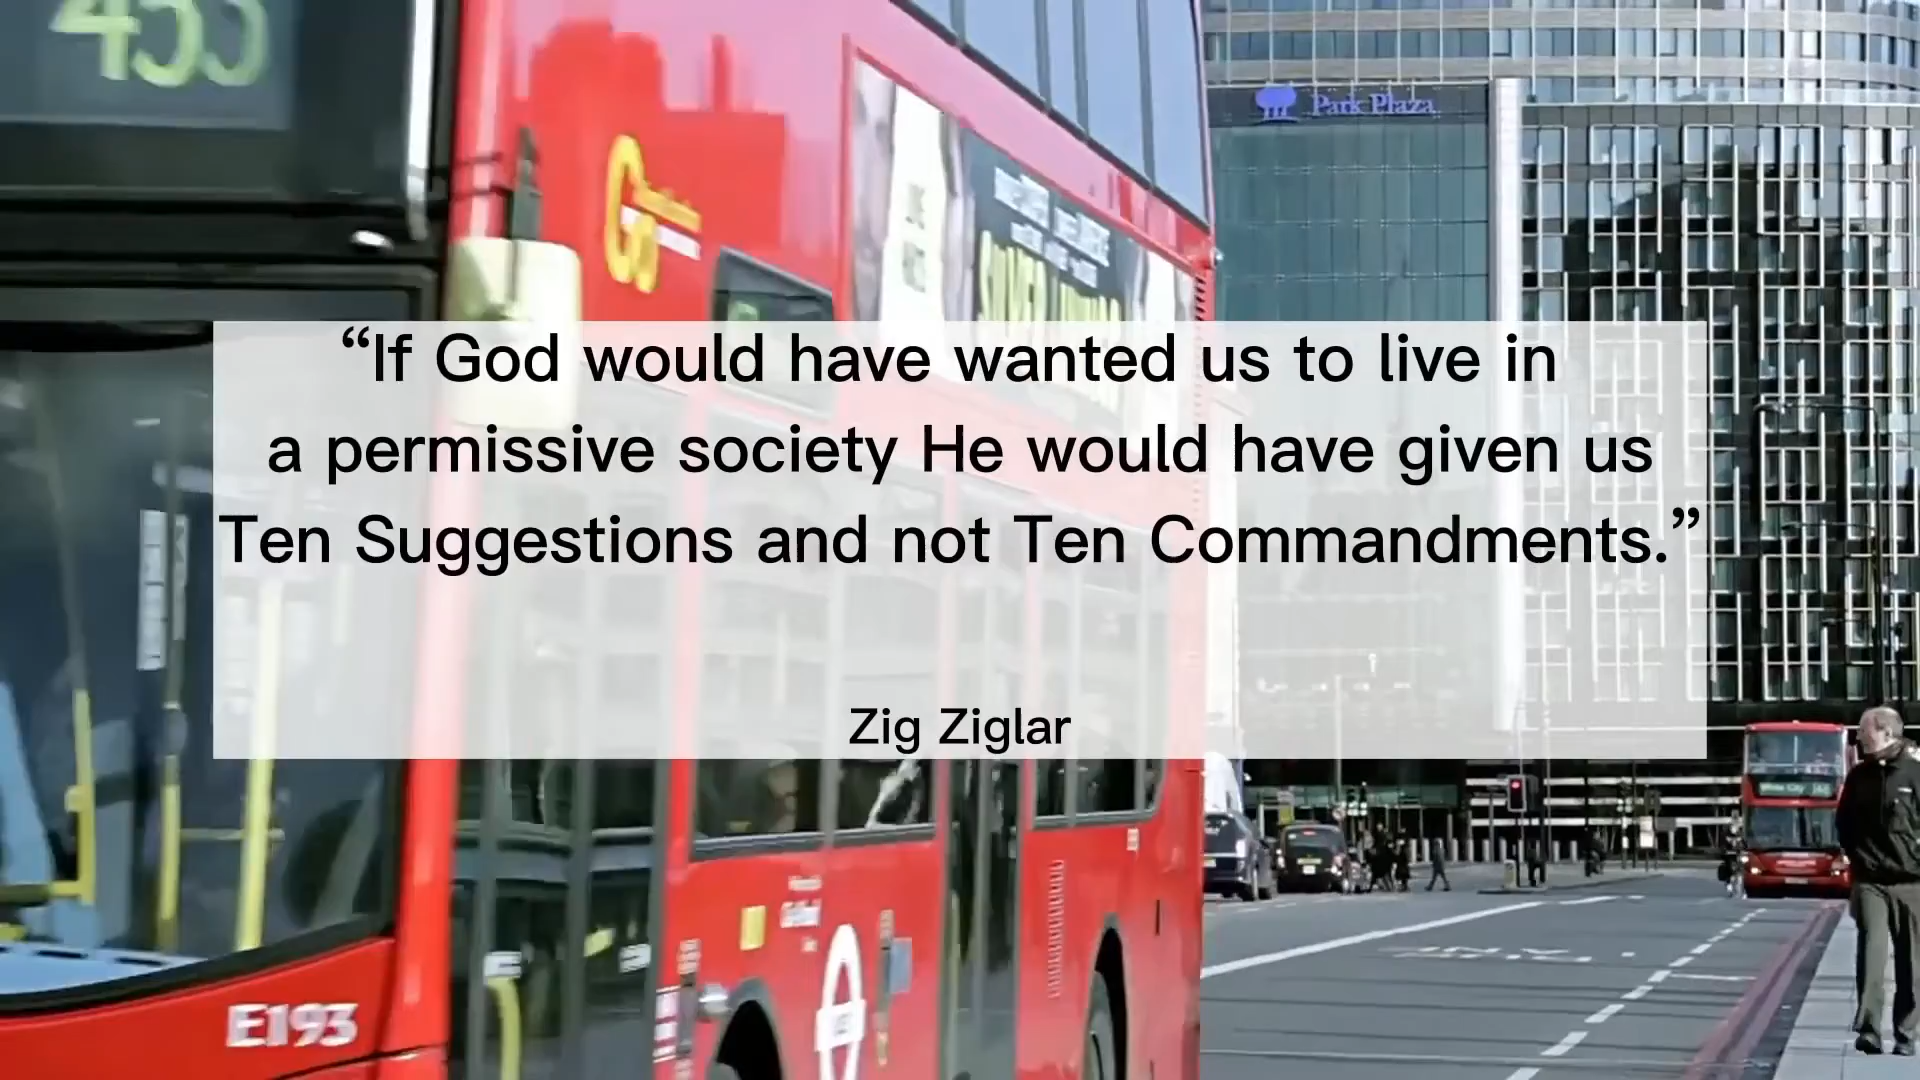 453
Park Plaza
Go
“If God would have wanted us to live in
a permissive society He would have given us
Ten Suggestions and not Ten Commandments.”
Zig Ziglar
E193